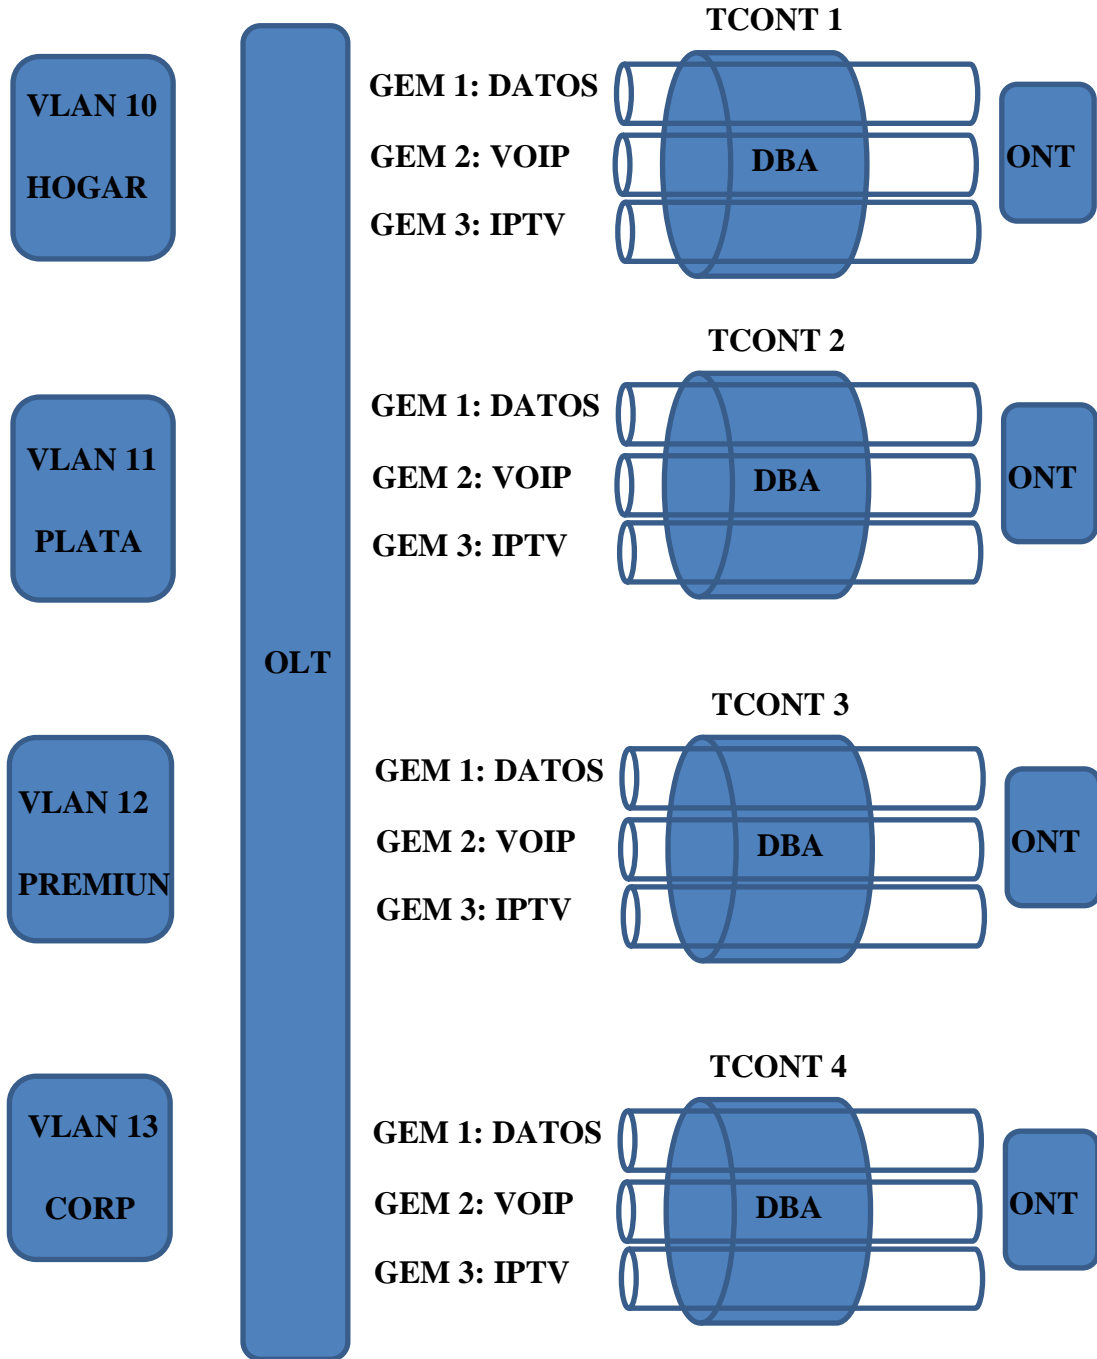 TCONT 1
VLAN 10
HOGAR
GEM 1: DATOS
GEM 2: VOIP
GEM 3: IPTV
DBA
ONT
TCONT 2
VLAN 11
PLATA
GEM 1: DATOS
GEM 2: VOIP
GEM 3: IPTV
DBA
ONT
OLT
TCONT 3
VLAN 12
PREMIUN
GEM 1: DATOS
GEM 2: VOIP
GEM 3: IPTV
DBA
ONT
TCONT 4
VLAN 13
CORP
GEM 1: DATOS
GEM 2: VOIP
GEM 3: IPTV
DBA
ONT